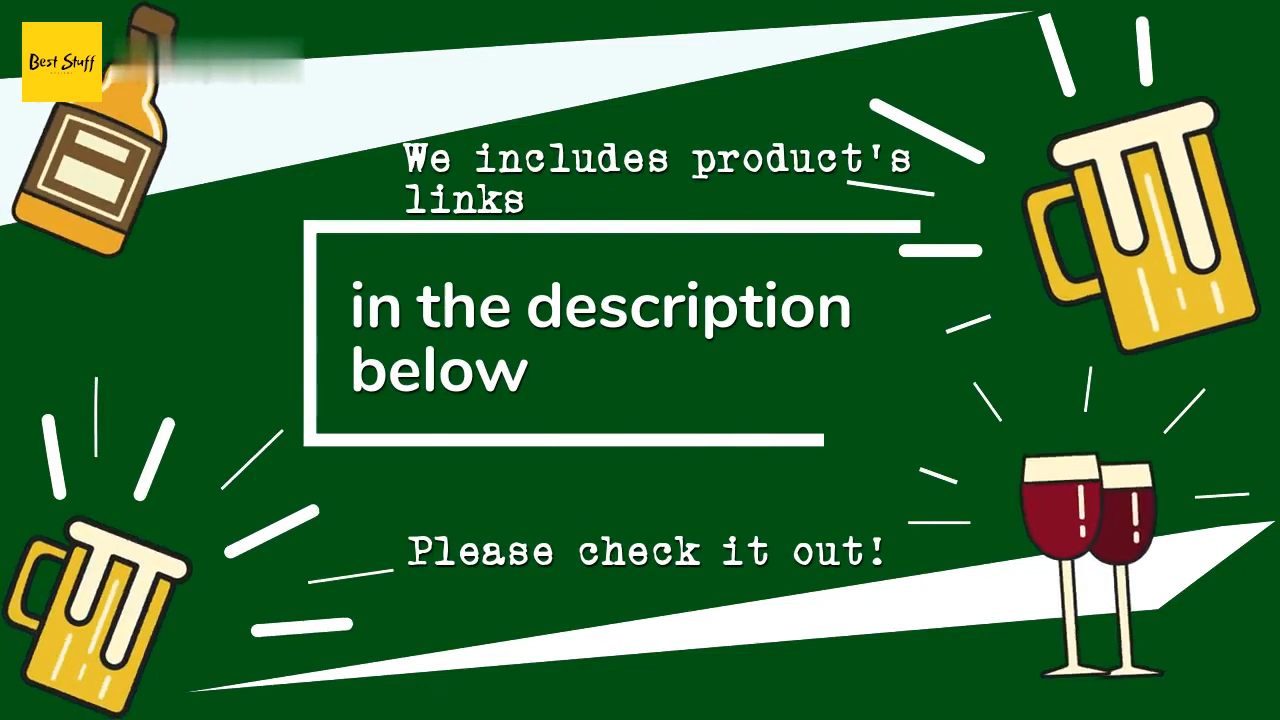 Best Stuff
We includes product's
links
in the description
below
Please check it out!